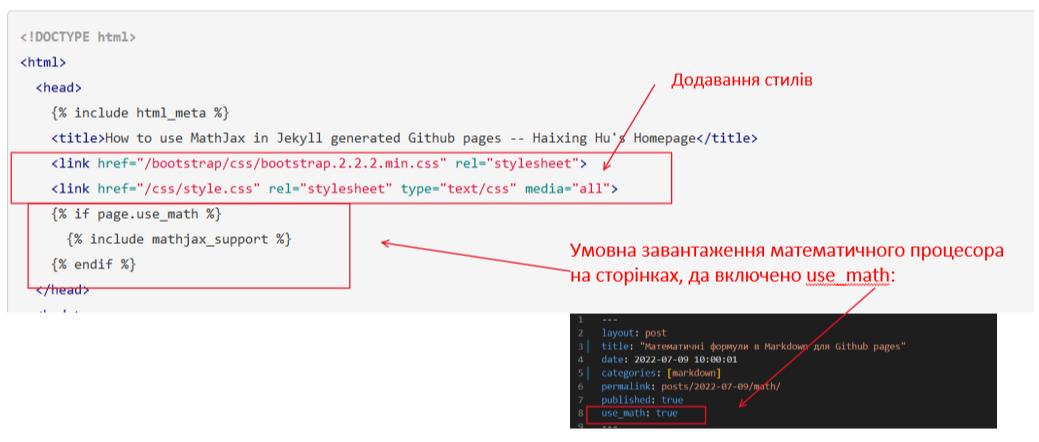 <!DOCTYPE html>
<html>
<head>
{% include html_meta %}
<title>How to use MathJax in Jekyll generated Github pages -- Haixing Hu's Homepage</title>
<link href="/bootstrap/css/bootstrap.2.2.2.min.css" rel="stylesheet">
<link href="/css/style.css" rel="stylesheet" type="text/css" media="all">
{% if page.use_math %}
{% include mathjax_support %}
{% endif %}
</head>
Додавання стилів
Умовна завантаження математичного процесора
на сторінках, да включено use_math:
1 ---
2 layout: post
3 title: "Математичні формули в Markdown для Github pages"
4 date: 2022-07-09 10:00:01
5 categories: [markdown]
6 permalink: posts/2022-07-09/math/
7 published: true
8 use_math: true
9 ---